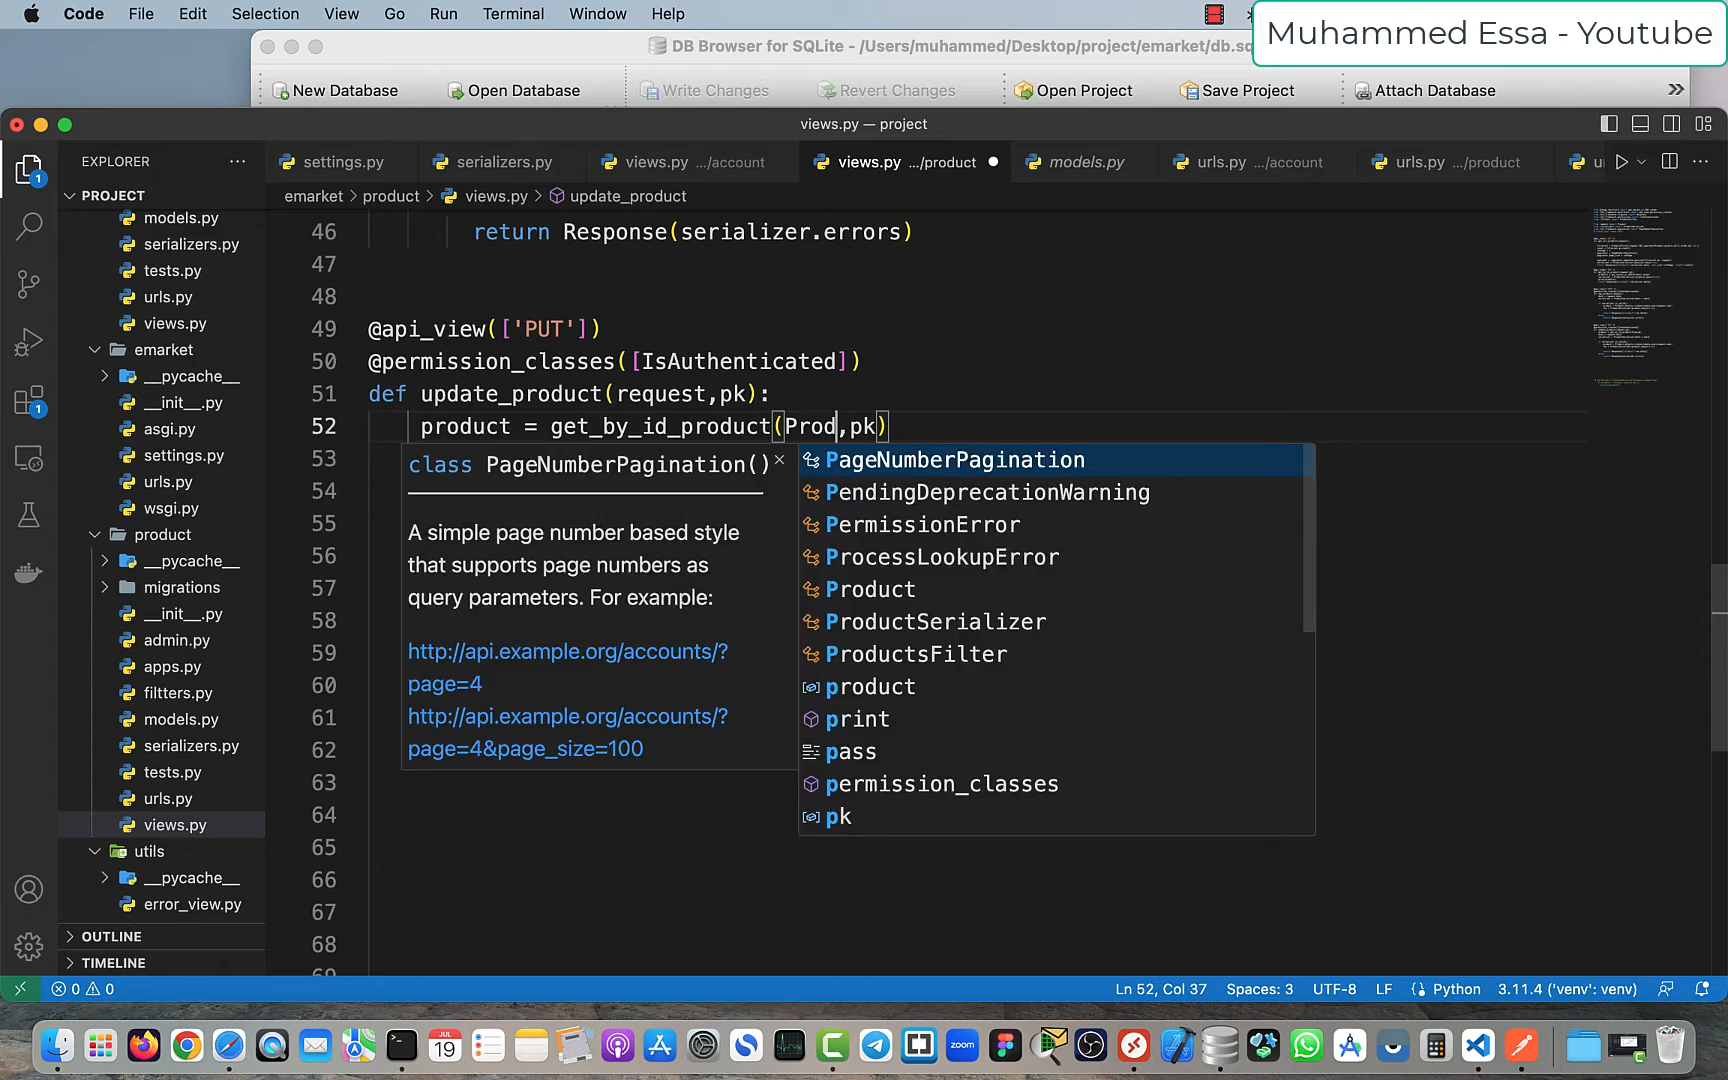 Code File Edit Selection View Go Run Terminal Window Help
Muhammed Essa - Youtube
DB Browser for SQLite - /Users/muhammed/Desktop/project/emarket/db.sq
New Database Open Database Write Changes Revert Changes Open Project Save Project Attach Database »
views.py — project
EXPLORER ...
settings.py serializers.py views.py .../account views.py .../product models.py urls.py .../account urls.py .../product
PROJECT
emarket > product > views.py > update_product
models.py
serializers.py
tests.py
urls.py
views.py
emarket
__pycache__
__init__.py
asgi.py
settings.py
urls.py
wsgi.py
product
__pycache__
migrations
__init__.py
admin.py
apps.py
filtters.py
models.py
serializers.py
tests.py
urls.py
views.py
utils
__pycache__
error_view.py
OUTLINE
TIMELINE
46 return Response(serializer.errors)
47
48
49 @api_view(['PUT'])
50 @permission_classes([IsAuthenticated])
51 def update_product(request,pk):
52 product = get_by_id_product(Prod,pk)
53
54
55
56
57
58
59
60
61
62
63
64
65
66
67
68
69
class PageNumberPagination() ×
A simple page number based style
that supports page numbers as
query parameters. For example:
http://api.example.org/accounts/?
page=4
http://api.example.org/accounts/?
page=4&page_size=100
PageNumberPagination
PendingDeprecationWarning
PermissionError
ProcessLookupError
Product
ProductSerializer
ProductsFilter
product
print
pass
permission_classes
pk
1
1
0 0 Ln 52, Col 37 Spaces: 3 UTF-8 LF Python 3.11.4 ('venv': venv)
JUL
19
zoom